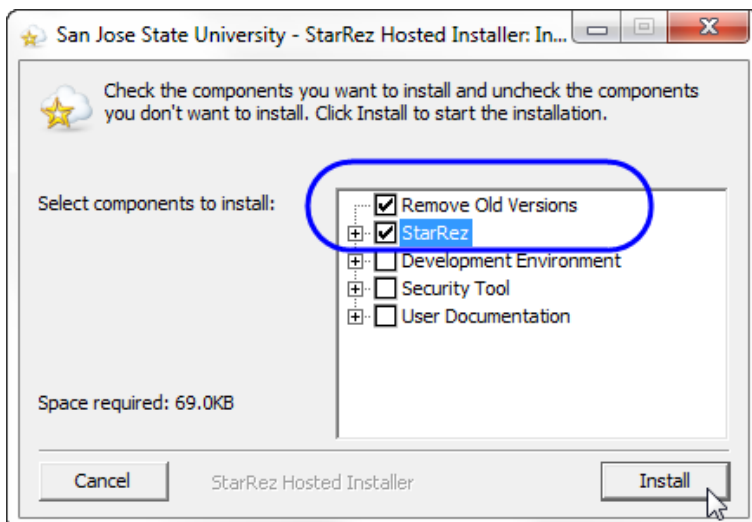 San Jose State University - StarRez Hosted Installer: In...
Check the components you want to install and uncheck the components
you don't want to install. Click Install to start the installation.
Select components to install:
Remove Old Versions
StarRez
Development Environment
Security Tool
User Documentation
Space required: 69.0KB
Cancel
StarRez Hosted Installer
Install